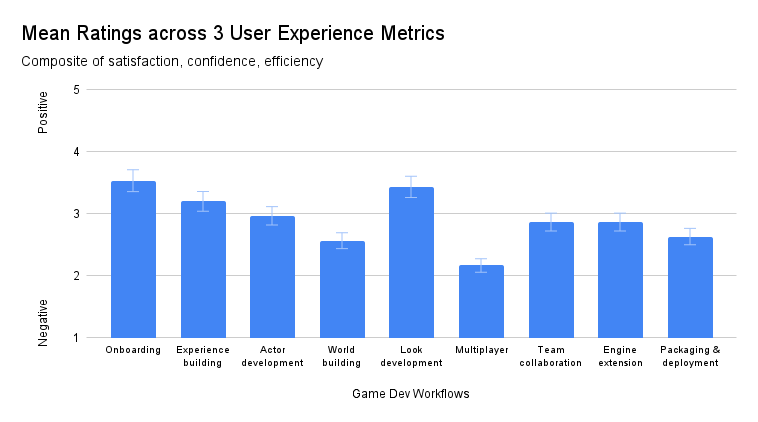 Mean Ratings across 3 User Experience Metrics
Composite of satisfaction, confidence, efficiency
Positive
Negative
5
4
3
2
1
Onboarding
Experience
building
Actor
development
World
building
Look
development
Multiplayer
Team
collaboration
Engine
extension
Packaging &
deployment
Game Dev Workflows